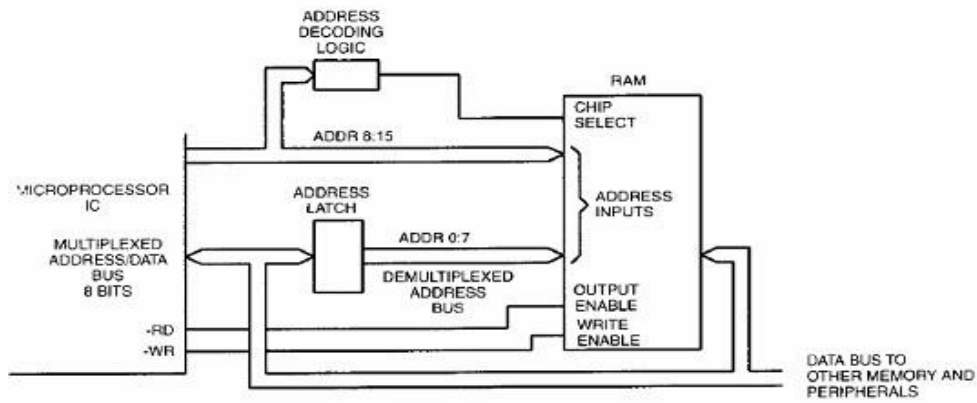 ADDRESS
DECODING
LOGIC
RAM
CHIP
SELECT
ADDR 8:15
MICROPROCESSOR
IC
ADDRESS
LATCH
ADDRESS
INPUTS
MULTIPLEXED
ADDRESS/DATA
BUS
8 BITS
ADDR 0:7
DEMULTIPLEXED
ADDRESS
BUS
OUTPUT
ENABLE
-RD
WRITE
ENABLE
-WR
DATA BUS TO
OTHER MEMORY AND
PERIPHERALS